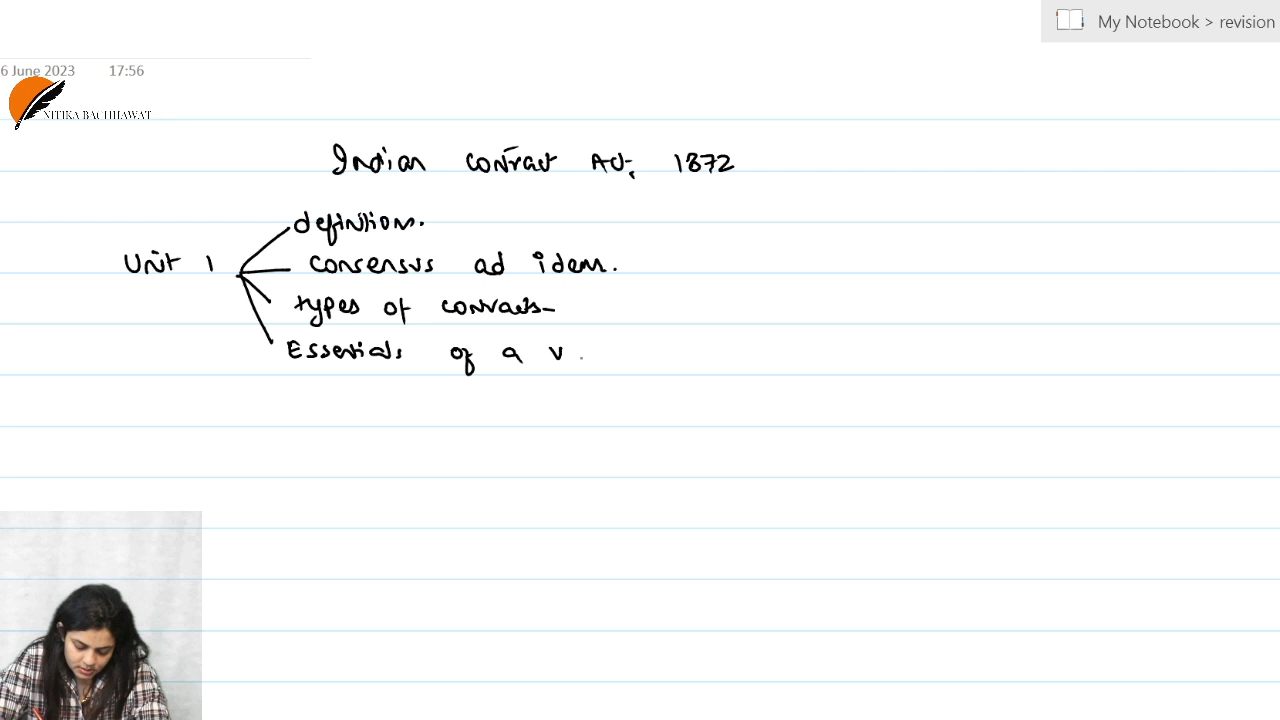 My Notebook > revision
6 June 2023 17:56
NITIKA BACHHAWAT
Indian Contract Act, 1872
Unit 1
definitions.
consensus ad idem.
types of contracts
Essentials of a v